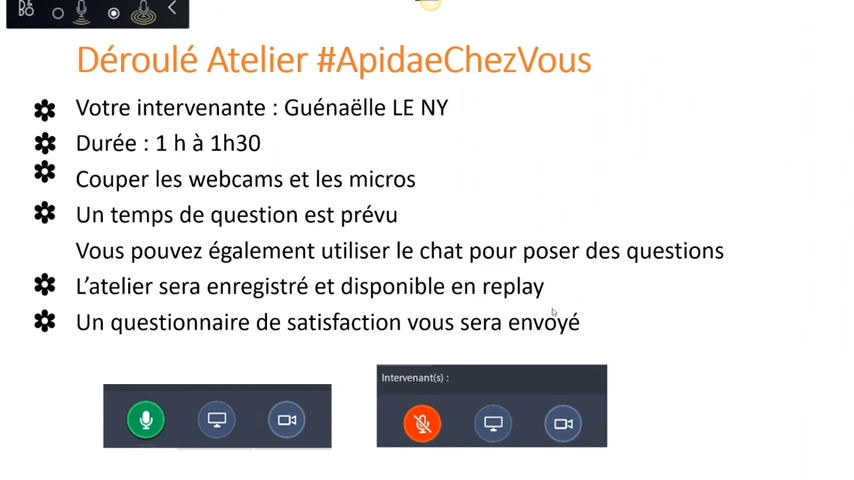 Déroulé Atelier #ApidaeChezVous
Votre intervenante : Guénaëlle LE NY
Durée : 1 h à 1h30
Couper les webcams et les micros
Un temps de question est prévu
Vous pouvez également utiliser le chat pour poser des questions
L’atelier sera enregistré et disponible en replay
Un questionnaire de satisfaction vous sera envoyé
Intervenant(s) :